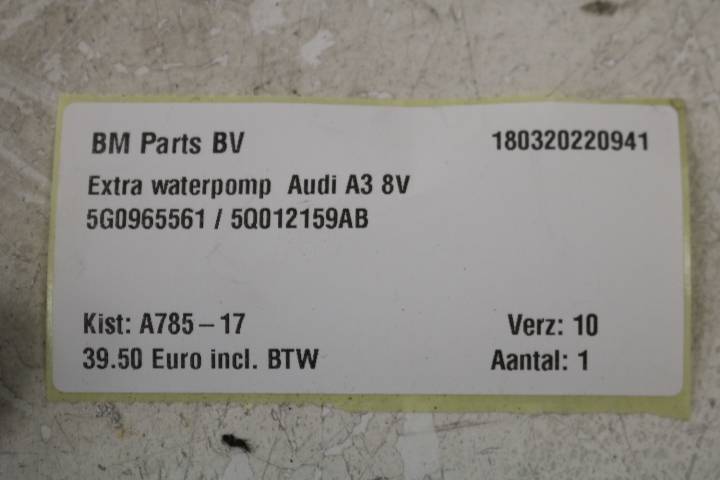 BM Parts BV 180320220941
Extra waterpomp Audi A3 8V
5G0965561 / 5Q012159AB
Kist: A785-17 Verz: 10
39.50 Euro incl. BTW Aantal: 1